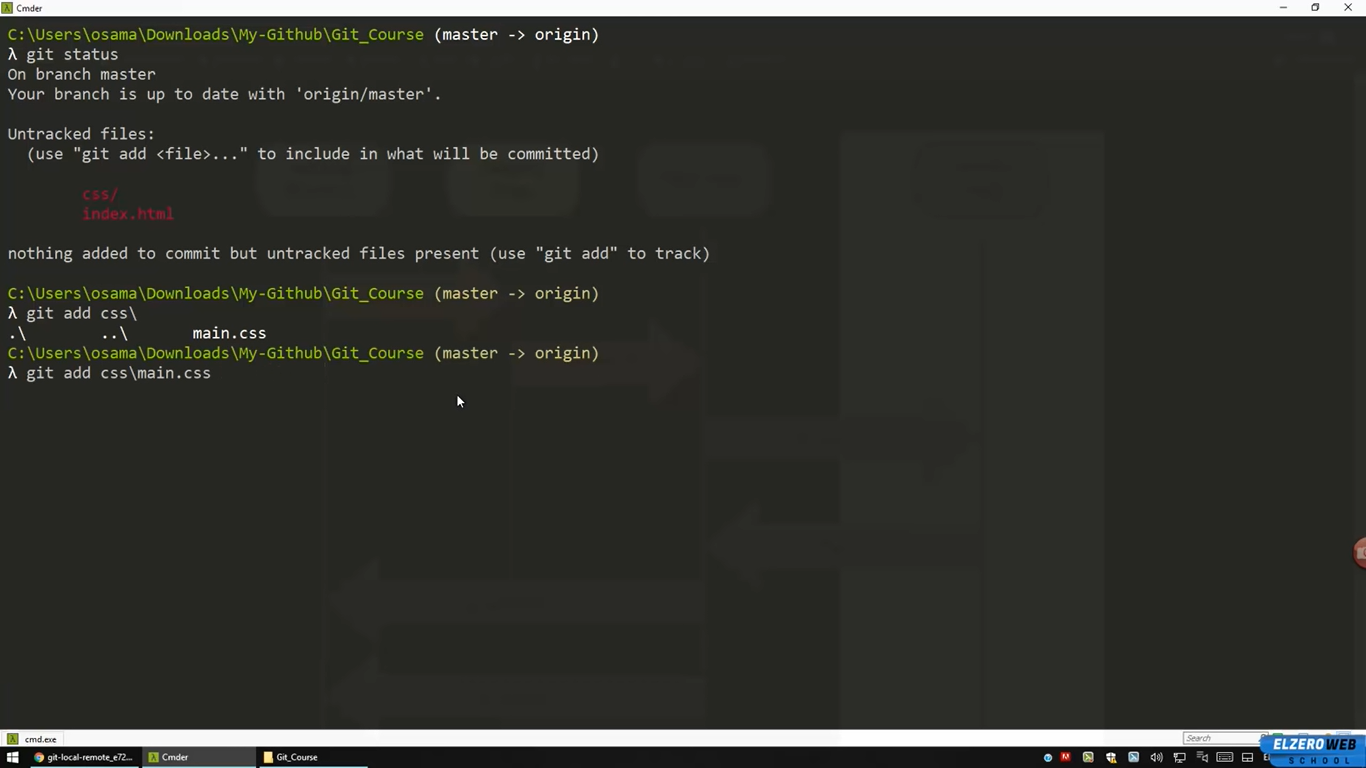 Cmder
C:\Users\osama\Downloads\My-Github\Git_Course (master -> origin)
λ git status
On branch master
Your branch is up to date with 'origin/master'.
Untracked files:
  (use "git add <file>..." to include in what will be committed)
        css/
        index.html
nothing added to commit but untracked files present (use "git add" to track)
C:\Users\osama\Downloads\My-Github\Git_Course (master -> origin)
λ git add css\
.\        ..\       main.css
C:\Users\osama\Downloads\My-Github\Git_Course (master -> origin)
λ git add css\main.css
cmd.exe
Search
git-local-remote_e72...
Cmder
Git_Course
ELZERO WEB
SCHOOL